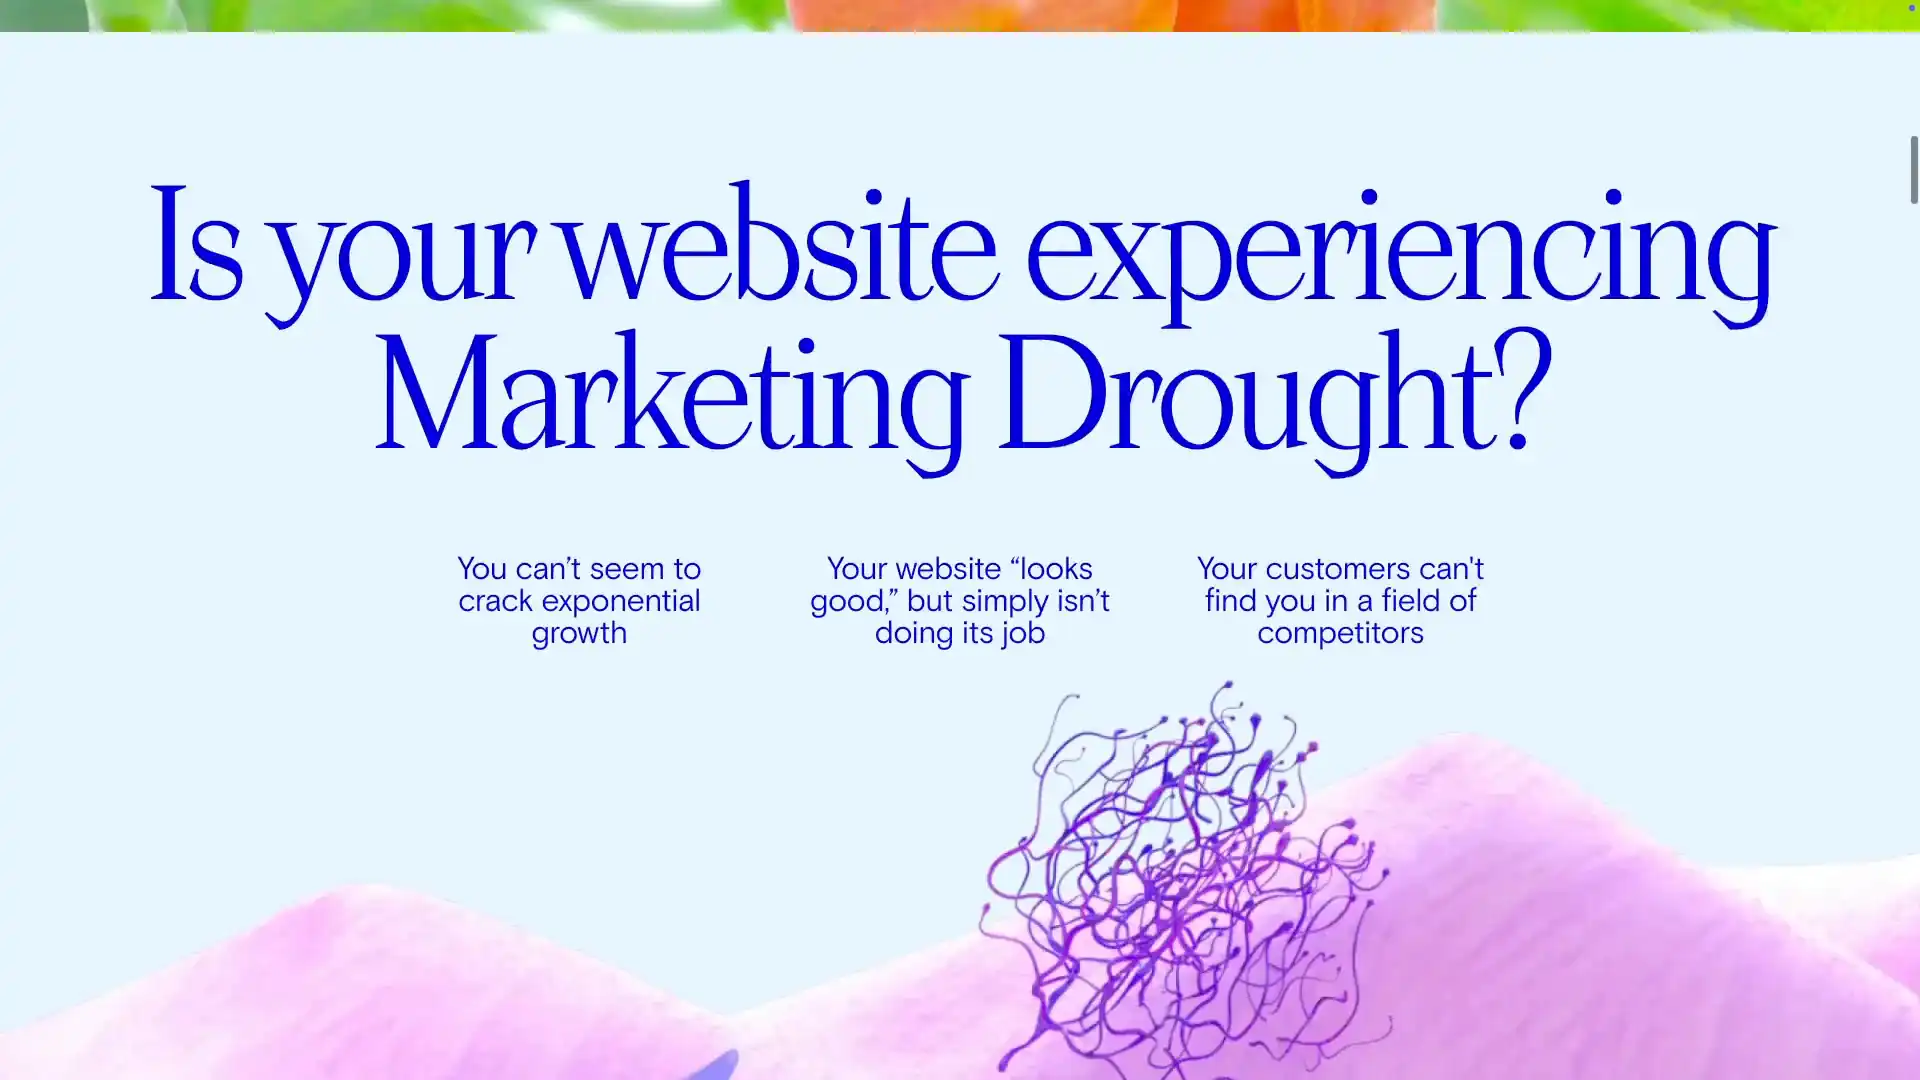 Is your website experiencing
Marketing Drought?
You can’t seem to
crack exponential
growth
Your website “looks
good,” but simply isn’t
doing its job
Your customers can't
find you in a field of
competitors